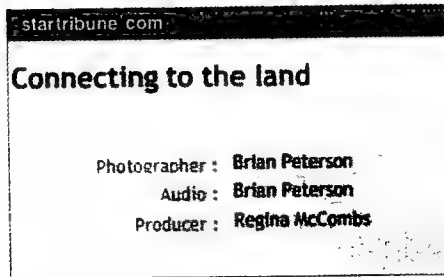 startribune com
Connecting to the land
Photographer : Brian Peterson
Audio : Brian Peterson
Producer : Regina McCombs